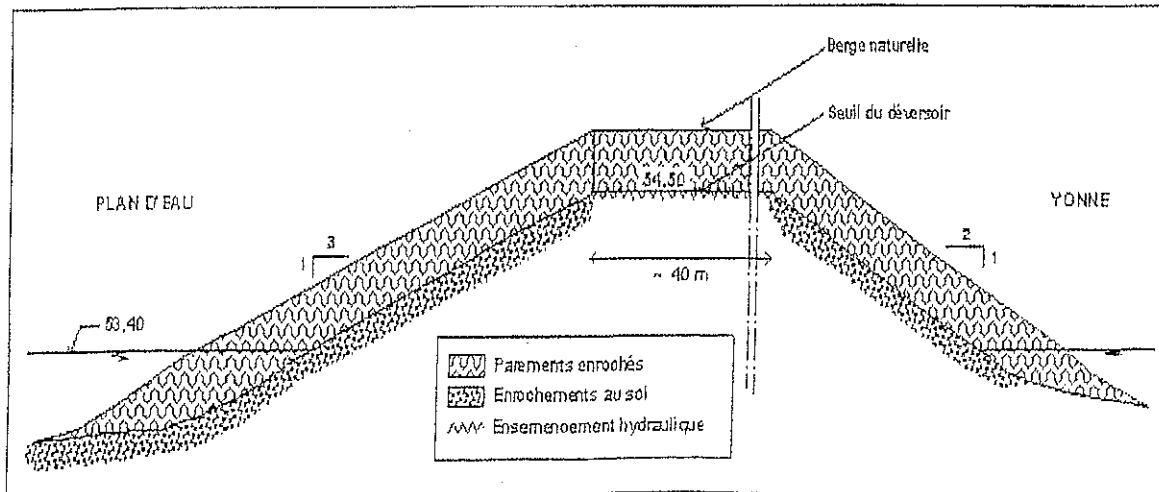 Berge naturelle
Seuil du déversoir
54,50
PLAN D'EAU
YONNE
3
1
2
1
~ 40 m
53,40
Parements enrochés
Enrochements au sol
Ensemencement hydraulique